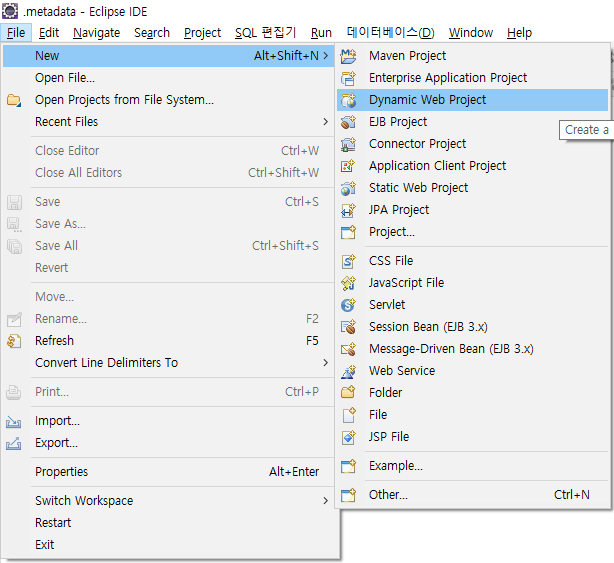 .metadata - Eclipse IDE
File Edit Navigate Search Project SQL 편집기 Run 데이터베이스(D) Window Help
New Alt+Shift+N >
Open File...
Open Projects from File System...
Recent Files >
Close Editor Ctrl+W
Close All Editors Ctrl+Shift+W
Save Ctrl+S
Save As...
Save All Ctrl+Shift+S
Revert
Move...
Rename... F2
Refresh F5
Convert Line Delimiters To >
Print... Ctrl+P
Import...
Export...
Properties Alt+Enter
Switch Workspace >
Restart
Exit
Maven Project
Enterprise Application Project
Dynamic Web Project
EJB Project
Create a
Connector Project
Application Client Project
Static Web Project
JPA Project
Project...
CSS File
JavaScript File
Servlet
Session Bean (EJB 3.x)
Message-Driven Bean (EJB 3.x)
Web Service
Folder
File
JSP File
Example...
Other... Ctrl+N